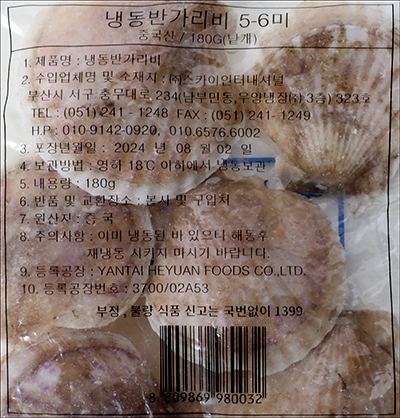 냉동반가리비 5-6미
중국산 / 180G(낱개)
1. 제품명 : 냉동반가리비
2. 수입업체명 및 소재지 : ㈜스카이인터내셔널
부산시 서구 충무대로 234(남부민동,우양냉장㈜ 3층) 323호
TEL : (051) 241 - 1248 FAX : (051) 241- 1249
H.P : 010-9142-0920, 010.6576.6002
3. 포장년월일 : 2024 년 08 월 02 일
4. 보관방법 : 영하 18℃ 이하에서 냉동보관
5. 내용량 : 180g
6. 반품 및 교환장소 : 본사 및 구입처
7. 원산지 : 중 국
8. 주의사항 : 이미 냉동된 바 있으니 해동후
재냉동 시키지 마시기 바랍니다.
9. 등록공장 : YANTAI HEYUAN FOODS CO.,LTD.
10. 등록공장번호 : 3700/02A53
부정 , 불량 식품 신고는 국번없이 1399
8 809869 980032